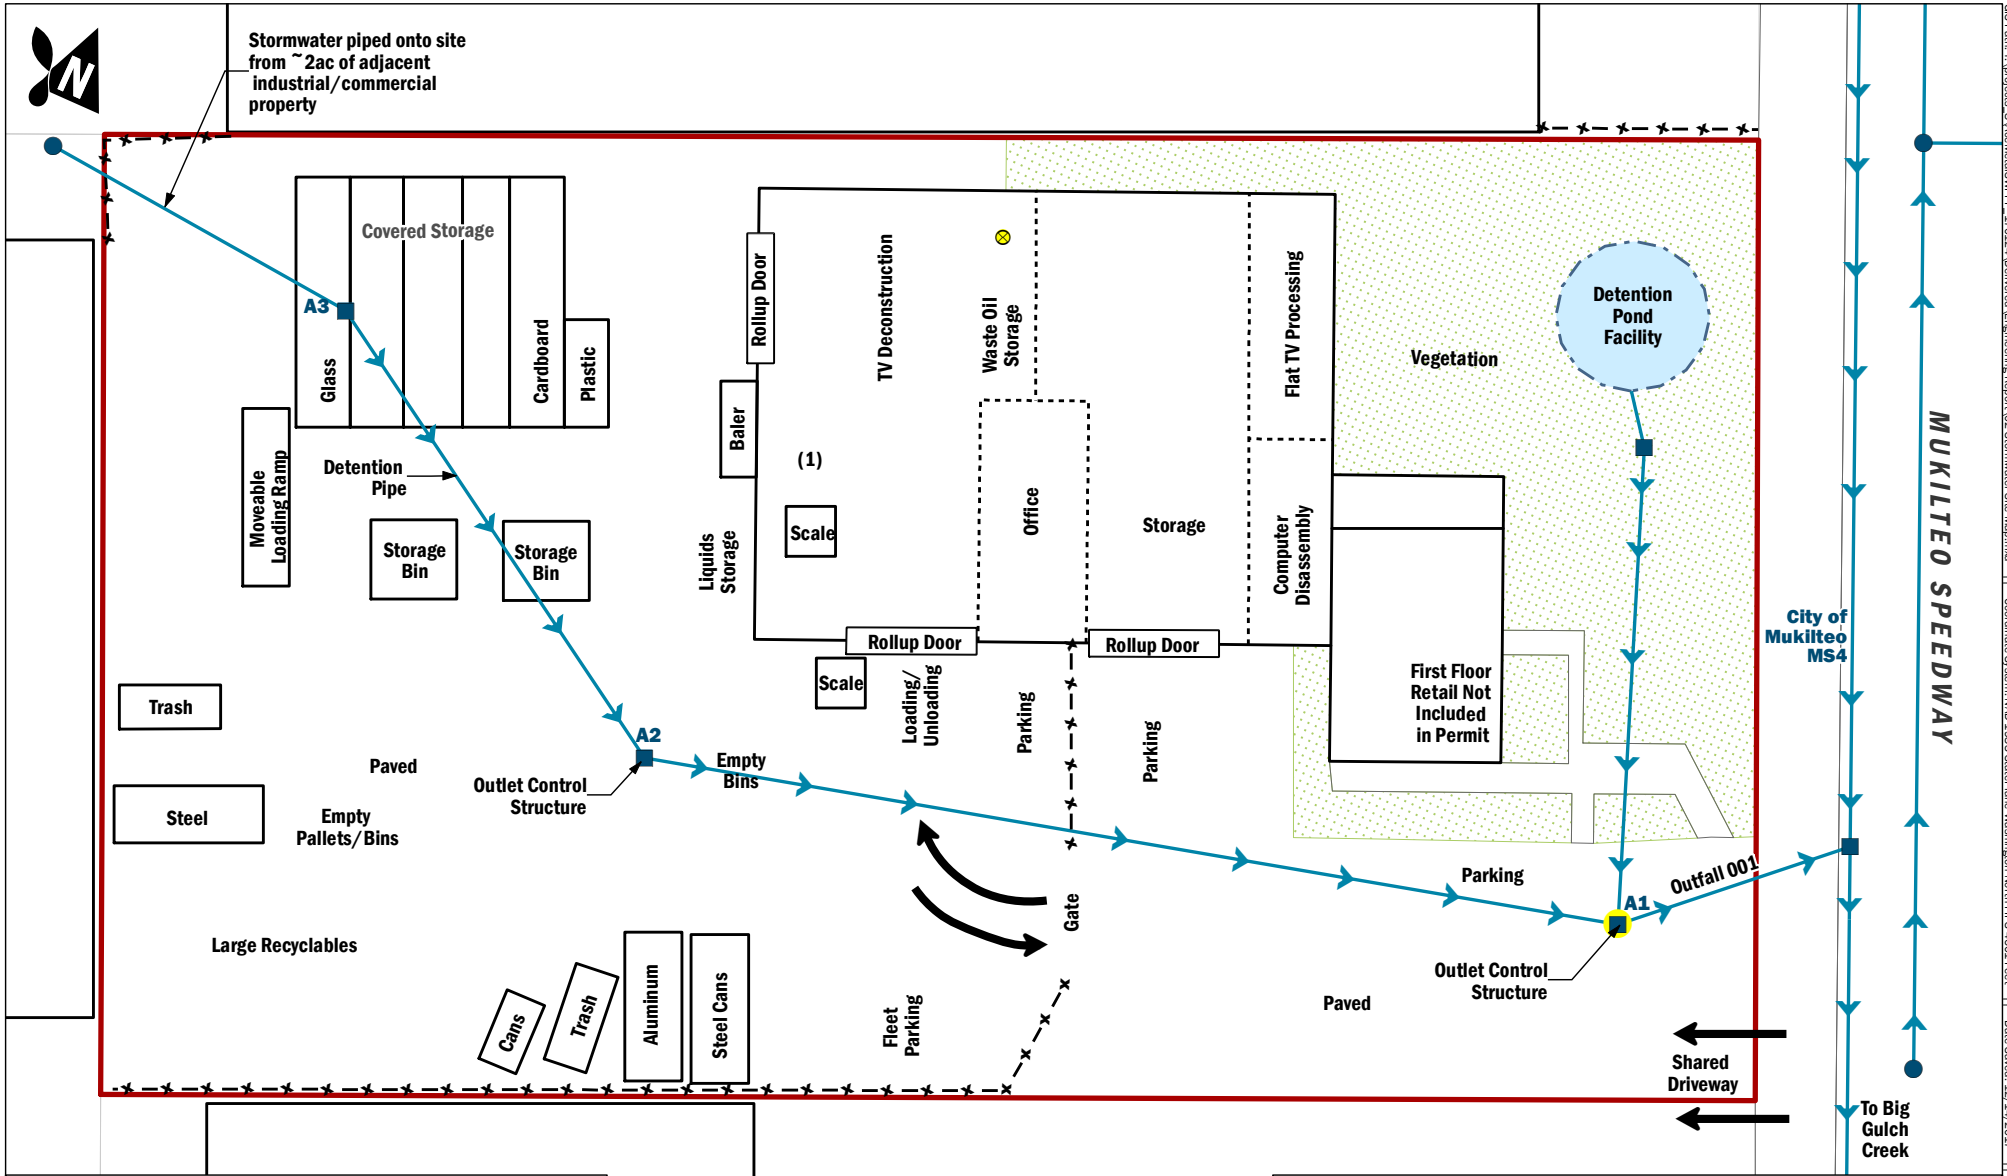 Stormwater piped onto site
from ~2ac of adjacent
industrial/commercial
property
N
Covered Storage
A3
Glass
Cardboard
Plastic
Moveable
Loading Ramp
Detention
Pipe
Storage
Bin
Storage
Bin
Rollup Door
Baler
Liquids
Storage
TV Deconstruction
Waste Oil
Storage
(1)
Scale
Office
Storage
Flat TV Processing
Computer
Disassembly
Rollup Door
Rollup Door
Scale
Loading/
Unloading
Parking
Parking
Vegetation
Detention
Pond
Facility
First Floor
Retail Not
Included
in Permit
City of
Mukilteo
MS4
MUKILTEO SPEEDWAY
Trash
Steel
Paved
Empty
Pallets/Bins
A2
Outlet Control
Structure
Empty
Bins
Large Recyclables
Cans
Trash
Aluminum
Steel Cans
Fleet
Parking
Gate
Parking
A1
Outfall 001
Outlet Control
Structure
Paved
Shared
Driveway
To Big
Gulch
Creek